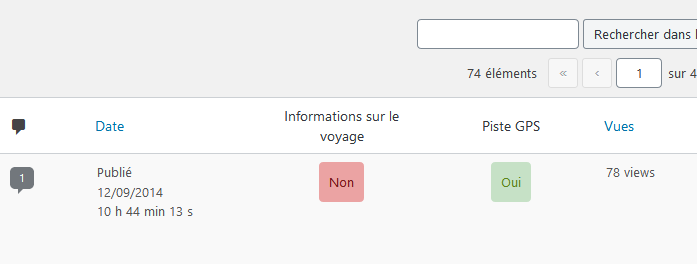 Rechercher dans l
74 éléments « ‹ 1 sur 4
Date
Informations sur le
voyage
Piste GPS
Vues
1
Publié
12/09/2014
10 h 44 min 13 s
Non
Oui
78 views